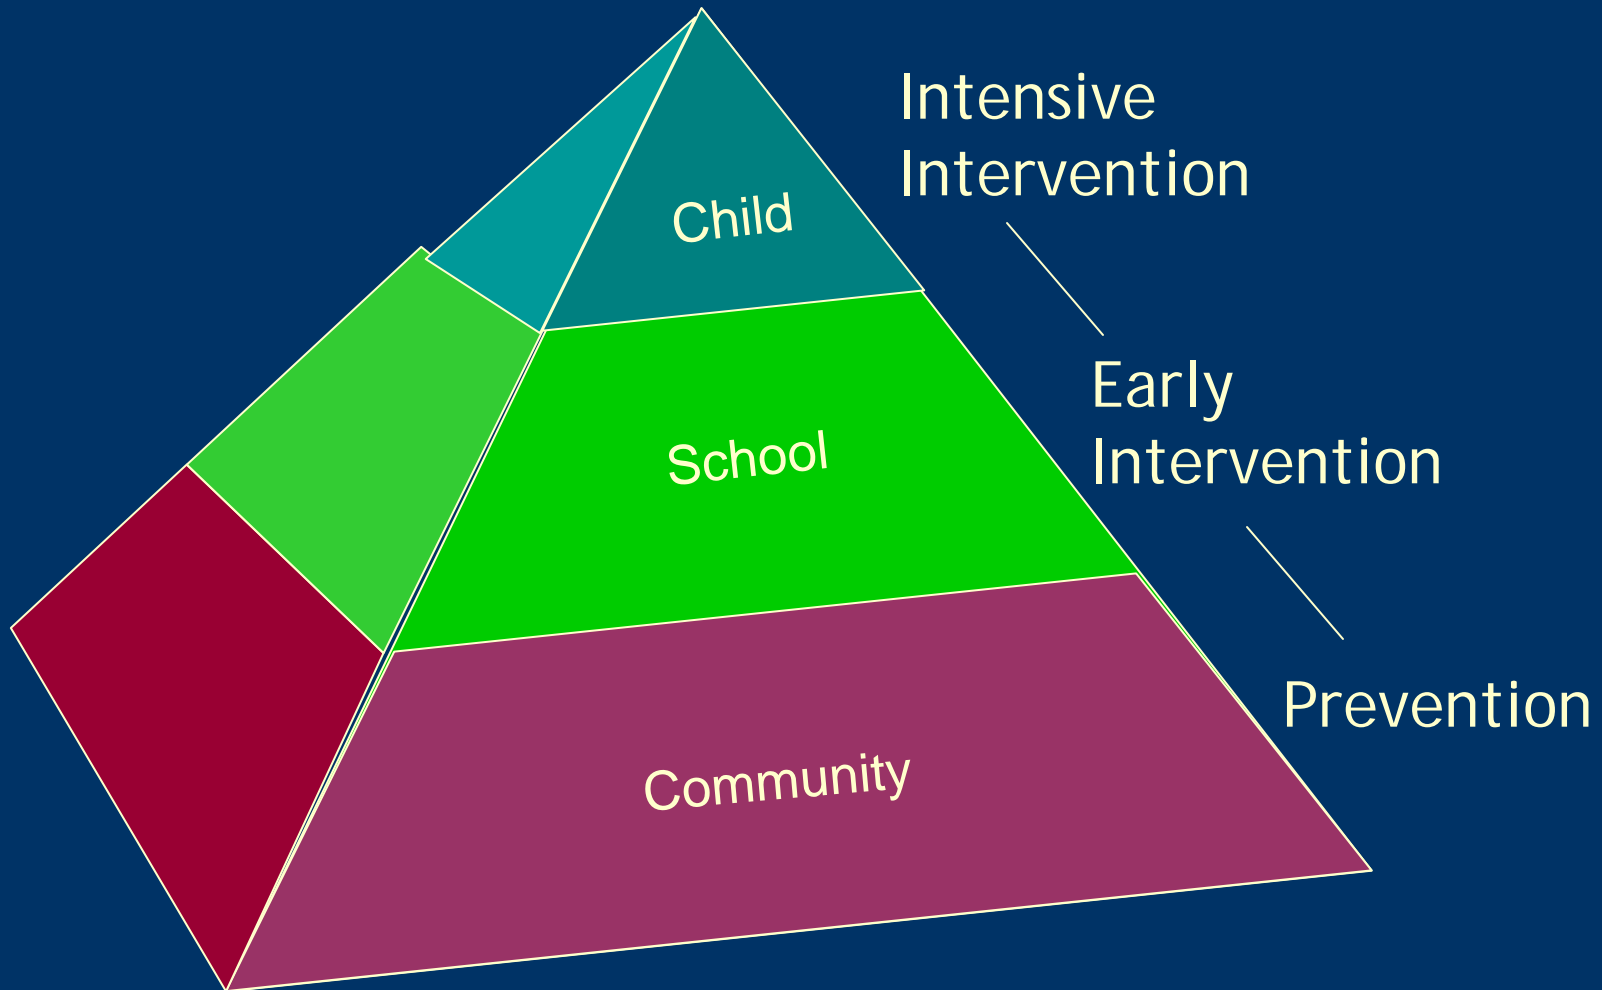 Intensive
Intervention
Child
Early
Intervention
School
Prevention
Community